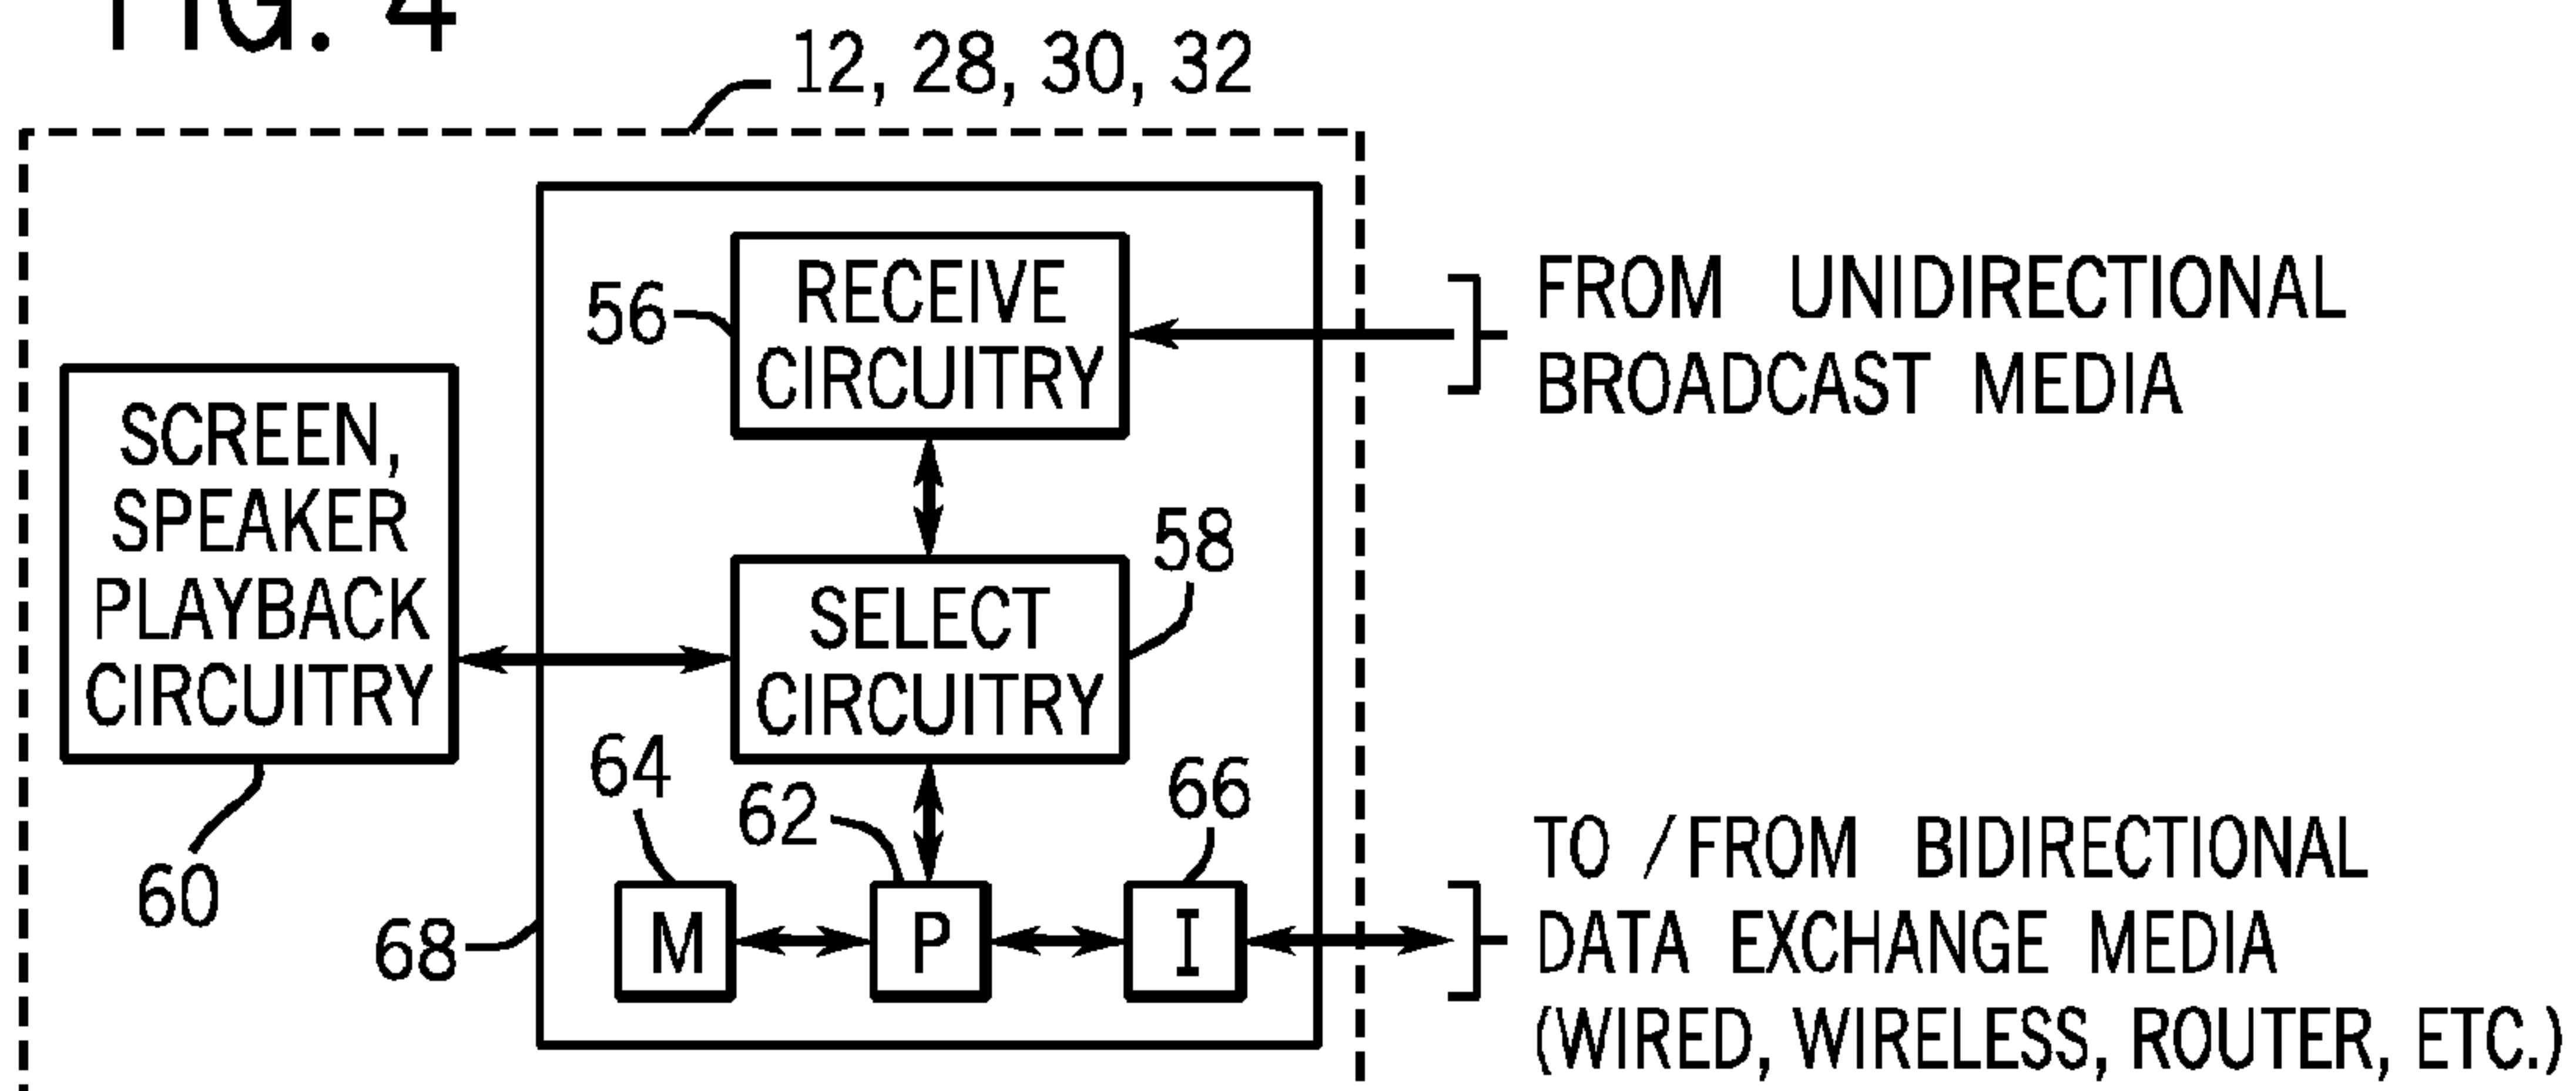 FIG. 4
12, 28, 30, 32
RECEIVE
CIRCUITRY
56
FROM UNIDIRECTIONAL
BROADCAST MEDIA
SCREEN,
SPEAKER
PLAYBACK
CIRCUITRY
60
SELECT
CIRCUITRY
58
64
62
66
68
M
P
I
TO / FROM BIDIRECTIONAL
DATA EXCHANGE MEDIA
(WIRED, WIRELESS, ROUTER, ETC.)